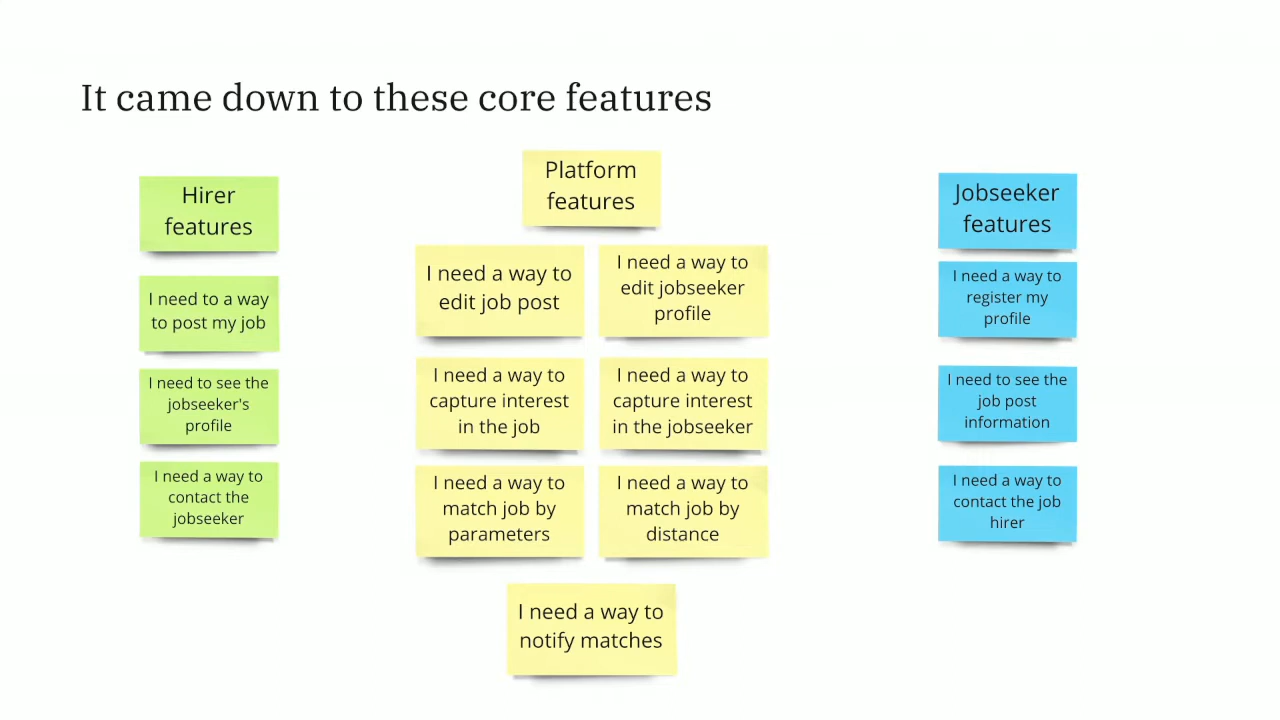 It came down to these core features
Hirer
features
I need to a way
to post my job
I need to see the
jobseeker's
profile
I need a way to
contact the
jobseeker
Platform
features
I need a way to
edit job post
I need a way to
edit jobseeker
profile
I need a way to
capture interest
in the job
I need a way to
capture interest
in the jobseeker
I need a way to
match job by
parameters
I need a way to
match job by
distance
I need a way to
notify matches
Jobseeker
features
I need a way to
register my
profile
I need to see the
job post
information
I need a way to
contact the job
hirer